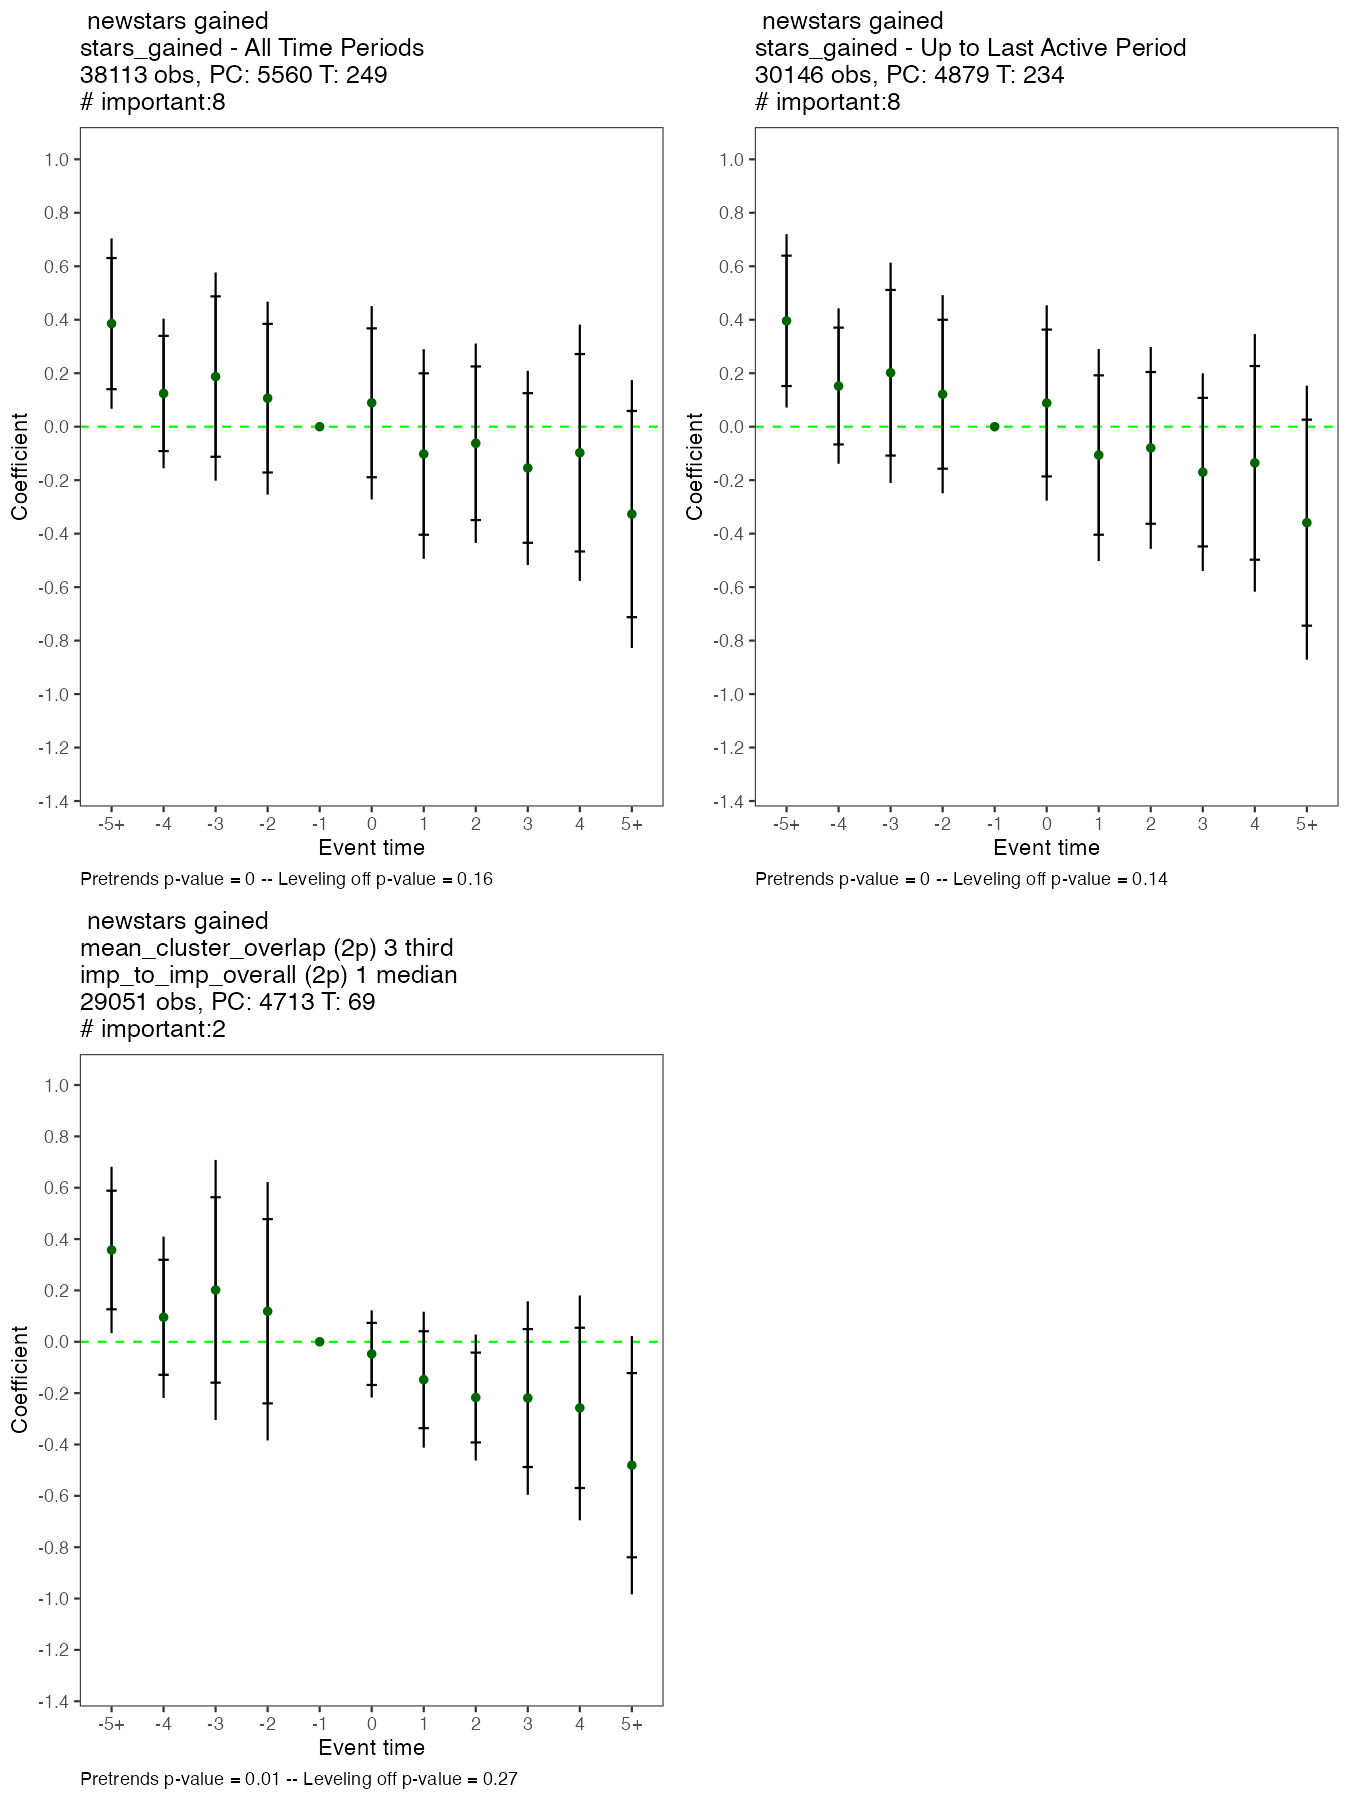 newstars gained
stars_gained - All Time Periods
38113 obs, PC: 5560 T: 249
# important:8
1.0
0.8
0.6
0.4
0.2
0.0
-0.2
-0.4
-0.6
-0.8
-1.0
-1.2
-1.4
Coefficient
-5+ -4 -3 -2 -1 0 1 2 3 4 5+
Event time
Pretrends p-value = 0 -- Leveling off p-value = 0.16
newstars gained
stars_gained - Up to Last Active Period
30146 obs, PC: 4879 T: 234
# important:8
1.0
0.8
0.6
0.4
0.2
0.0
-0.2
-0.4
-0.6
-0.8
-1.0
-1.2
-1.4
Coefficient
-5+ -4 -3 -2 -1 0 1 2 3 4 5+
Event time
Pretrends p-value = 0 -- Leveling off p-value = 0.14
newstars gained
mean_cluster_overlap (2p) 3 third
imp_to_imp_overall (2p) 1 median
29051 obs, PC: 4713 T: 69
# important:2
1.0
0.8
0.6
0.4
0.2
0.0
-0.2
-0.4
-0.6
-0.8
-1.0
-1.2
-1.4
Coefficient
-5+ -4 -3 -2 -1 0 1 2 3 4 5+
Event time
Pretrends p-value = 0.01 -- Leveling off p-value = 0.27